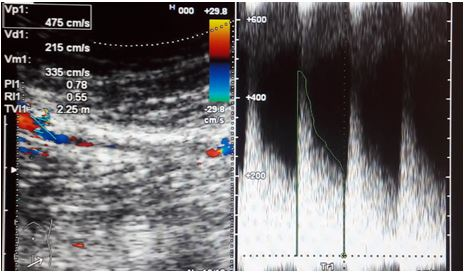 Vp1:
475 cm/s
Vd1:
215 cm/s
Vm1:
335 cm/s
PI1: 0.78
RI1: 0.55
TVI1: 2.25 m
H 000 +29.8
-29.8
cm/s
+600
+400
+200
Tr1